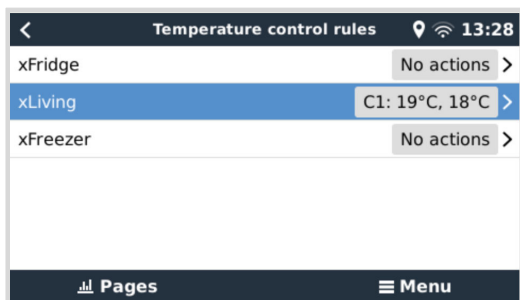 Temperature control rules 13:28
xFridge No actions
xLiving C1: 19°C, 18°C
xFreezer No actions
Pages Menu